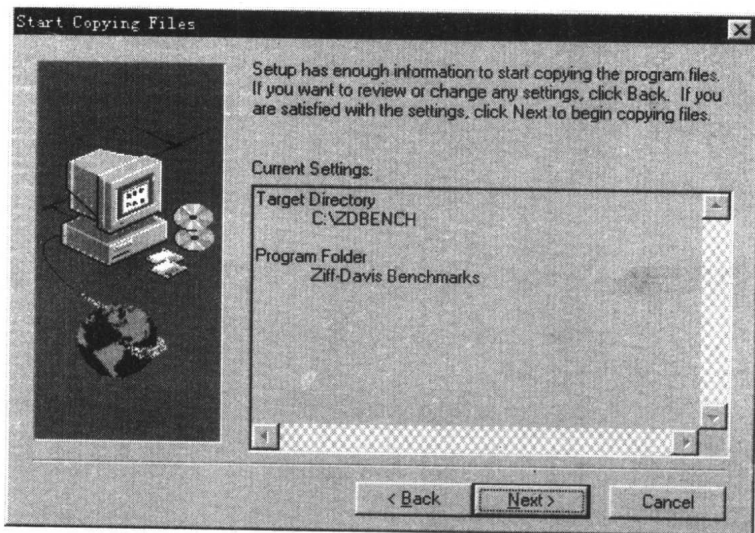 Start Copying Files
Setup has enough information to start copying the program files.
If you want to review or change any settings, click Back. If you
are satisfied with the settings, click Next to begin copying files.
Current Settings:
Target Directory
C:\ZDBENCH
Program Folder
Ziff-Davis Benchmarks
< Back
Next >
Cancel